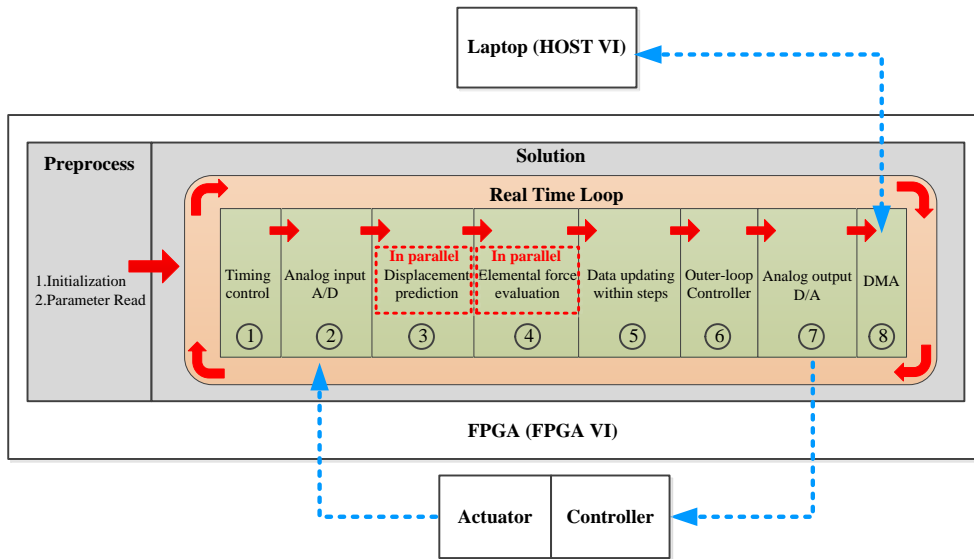 Laptop (HOST VI)
Preprocess
Solution
Real Time Loop
1.Initialization
2.Parameter Read
Timing
control
1
Analog input
A/D
2
In parallel
Displacement
prediction
3
In parallel
Elemental force
evaluation
4
Data updating
within steps
5
Outer-loop
Controller
6
Analog output
D/A
7
DMA
8
FPGA (FPGA VI)
Actuator
Controller